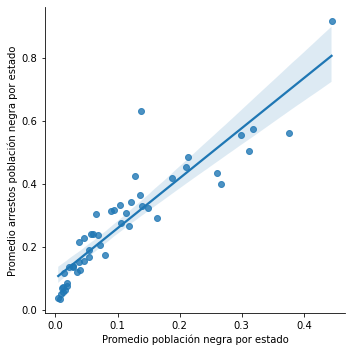 Promedio arrestos población negra por estado
0.8
0.6
0.4
0.2
0.0
0.0 0.1 0.2 0.3 0.4
Promedio población negra por estado